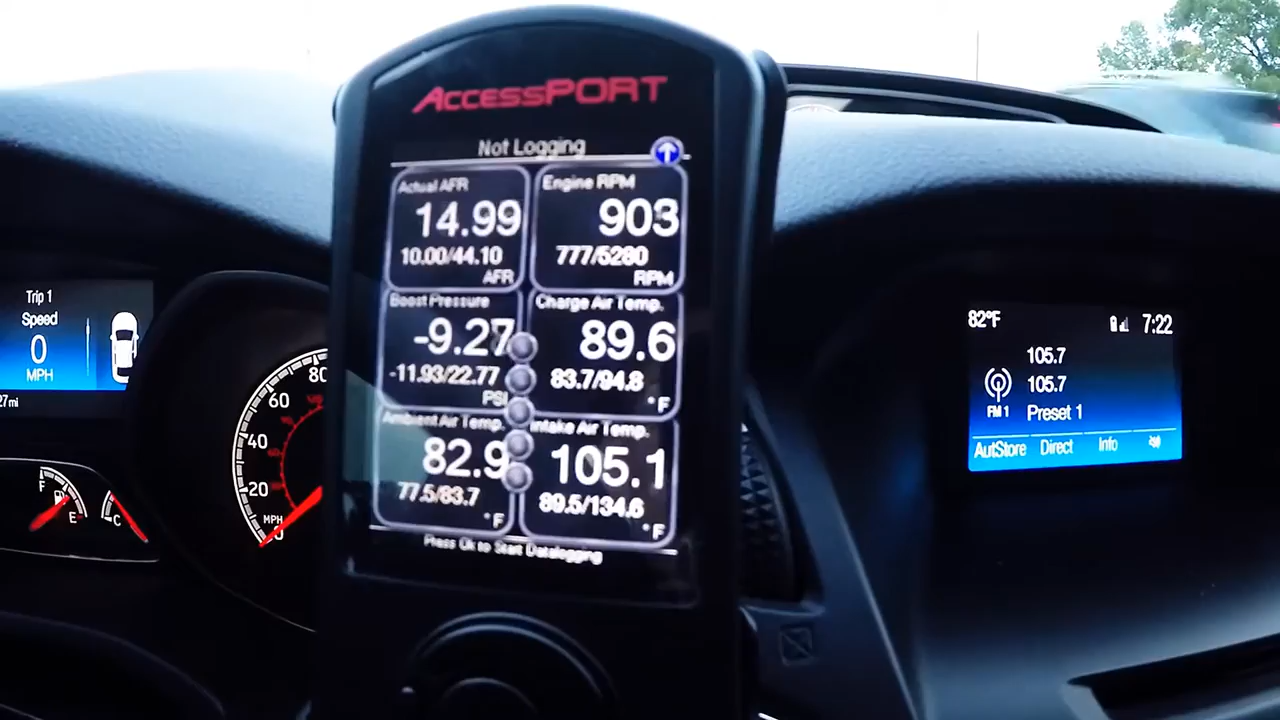 AccessPORT
Not Logging
Actual AFR
14.99
10.00/44.10
AFR
Engine RPM
903
777/5280
RPM
Boost Pressure
-9.27
-11.93/22.77
PSI
Charge Air Temp.
89.6
83.7/94.8
°F
Ambient Air Temp.
82.9
77.5/83.7
°F
Intake Air Temp.
105.1
89.5/134.6
°F
Press Ok to Start Datalogging
Trip 1
Speed
0
MPH
27mi
F
E
C
80
60
40
20
0
MPH
82°F
7:22
105.7
105.7
FM 1
Preset 1
AutStore
Direct
Info